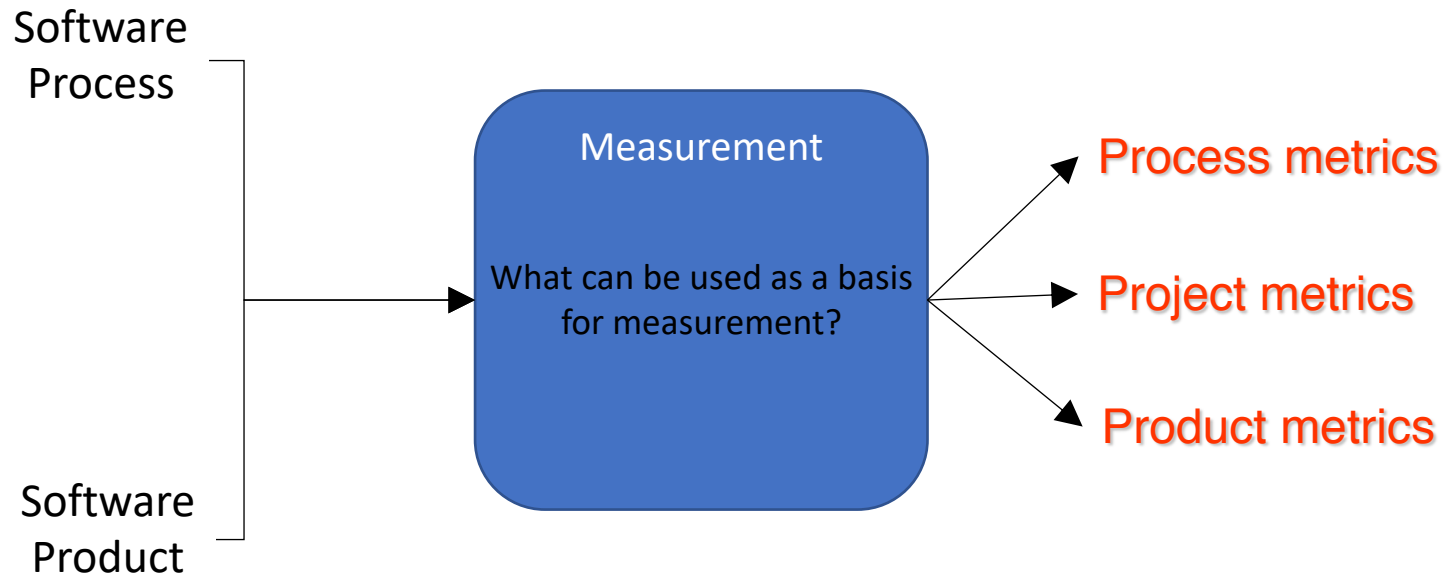 Software
Process
Measurement
What can be used as a basis
for measurement?
Process metrics
Project metrics
Product metrics
Software
Product